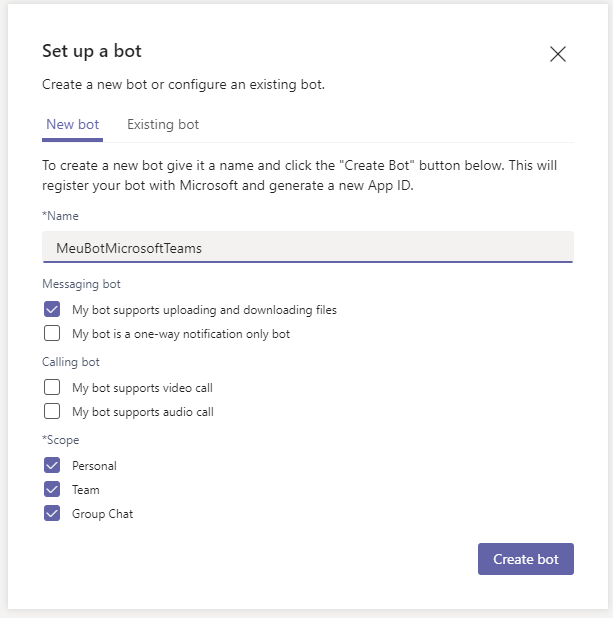 Set up a bot
Create a new bot or configure an existing bot.
New bot Existing bot
To create a new bot give it a name and click the "Create Bot" button below. This will
register your bot with Microsoft and generate a new App ID.
*Name
MeuBotMicrosoftTeams
Messaging bot
My bot supports uploading and downloading files
My bot is a one-way notification only bot
Calling bot
My bot supports video call
My bot supports audio call
*Scope
Personal
Team
Group Chat
Create bot